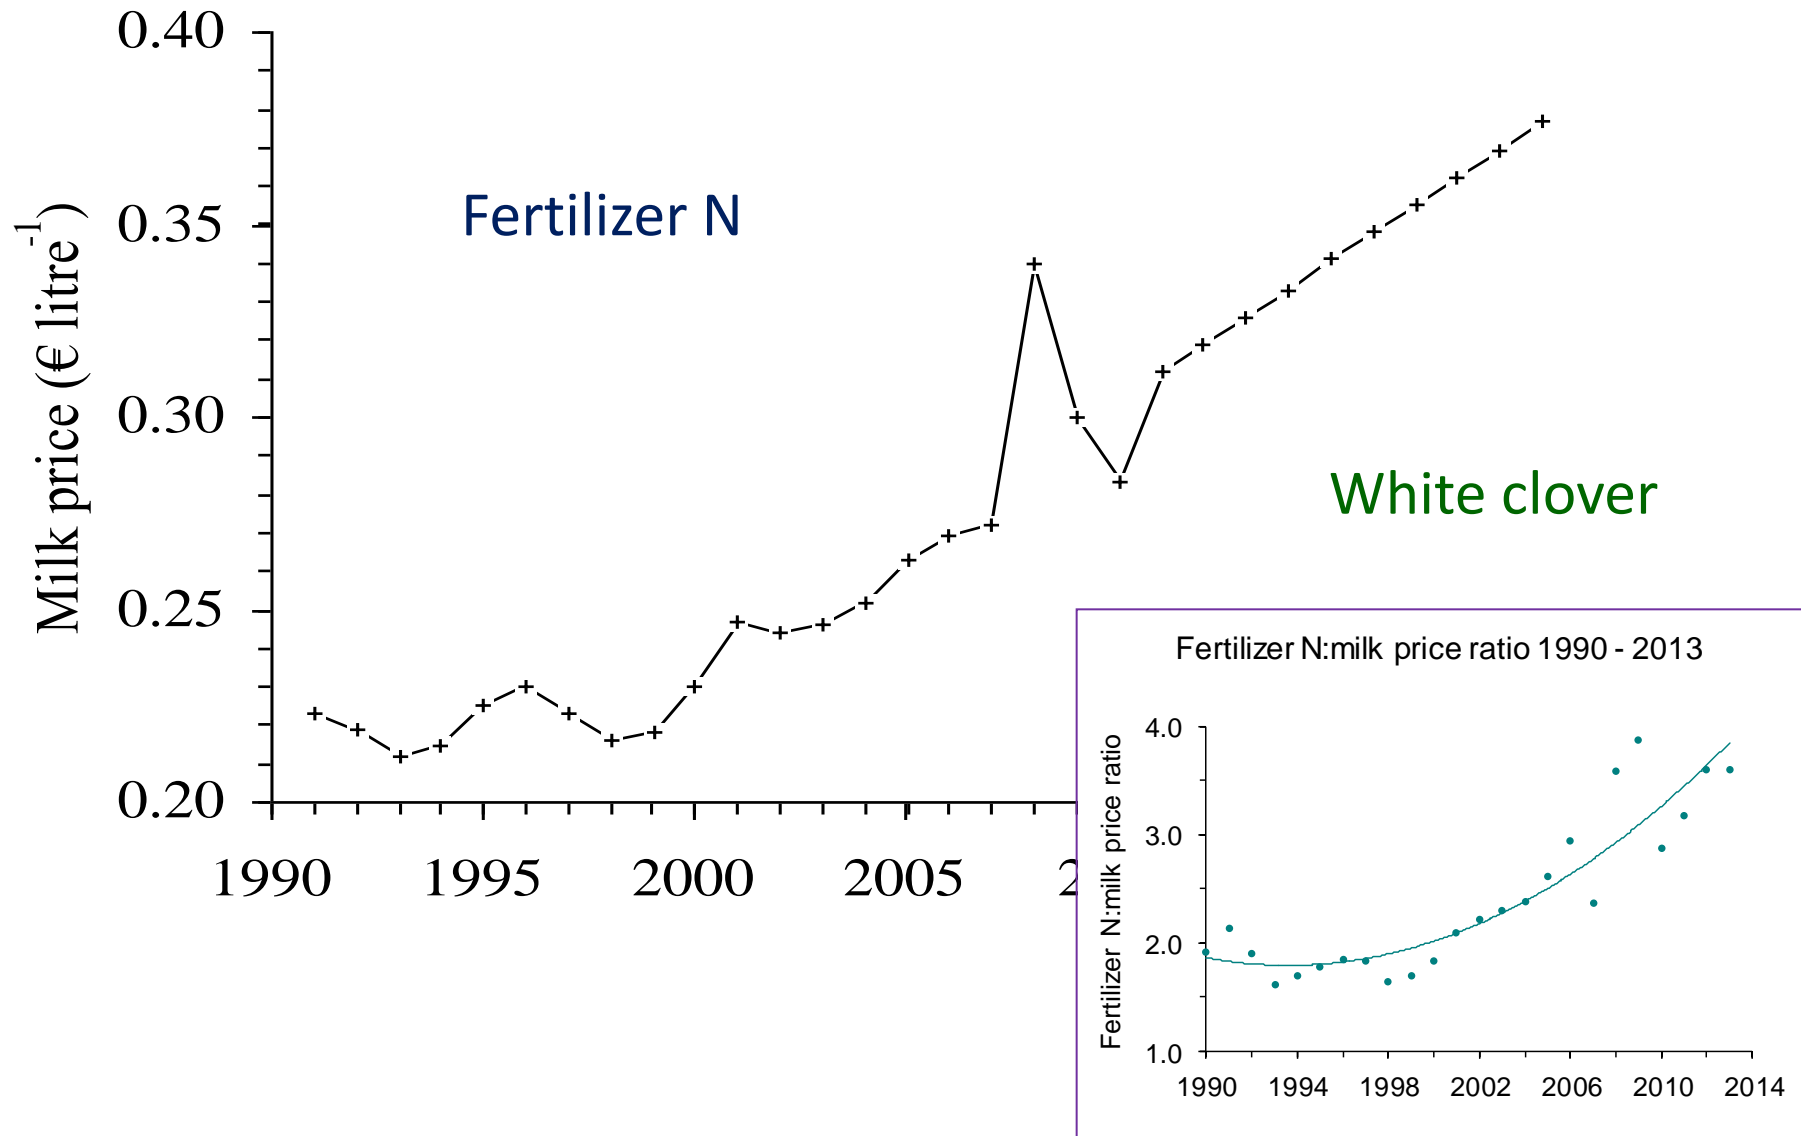 0.40
0.35
0.30
0.25
0.20
Milk price (€ litre-1)
Fertilizer N
White clover
1990 1995 2000 2005 2
Fertilizer N:milk price ratio 1990 - 2013
Fertilizer N:milk price ratio
4.0
3.0
2.0
1.0
1990 1994 1998 2002 2006 2010 2014